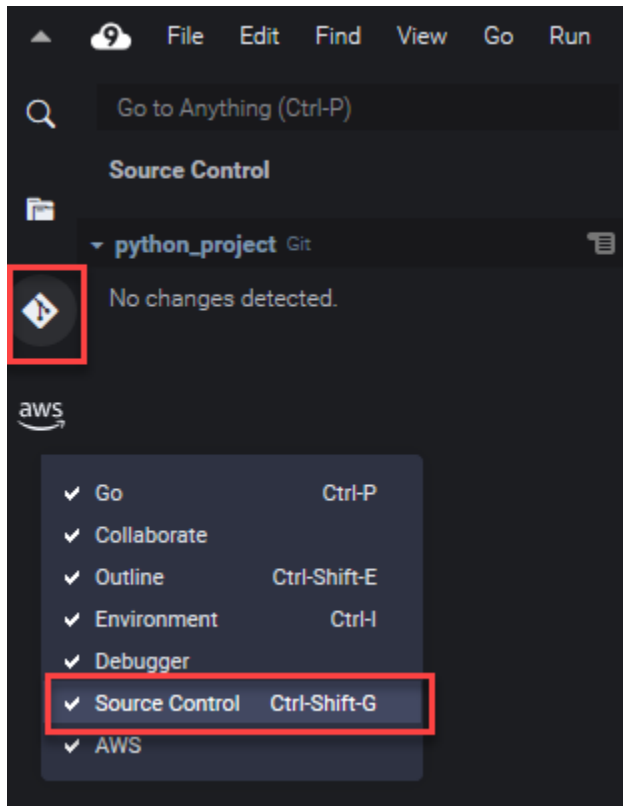 9 File Edit Find View Go Run
Go to Anything (Ctrl-P)
Source Control
python_project Git
No changes detected.
aws
Go Ctrl-P
Collaborate
Outline Ctrl-Shift-E
Environment Ctrl-I
Debugger
Source Control Ctrl-Shift-G
AWS